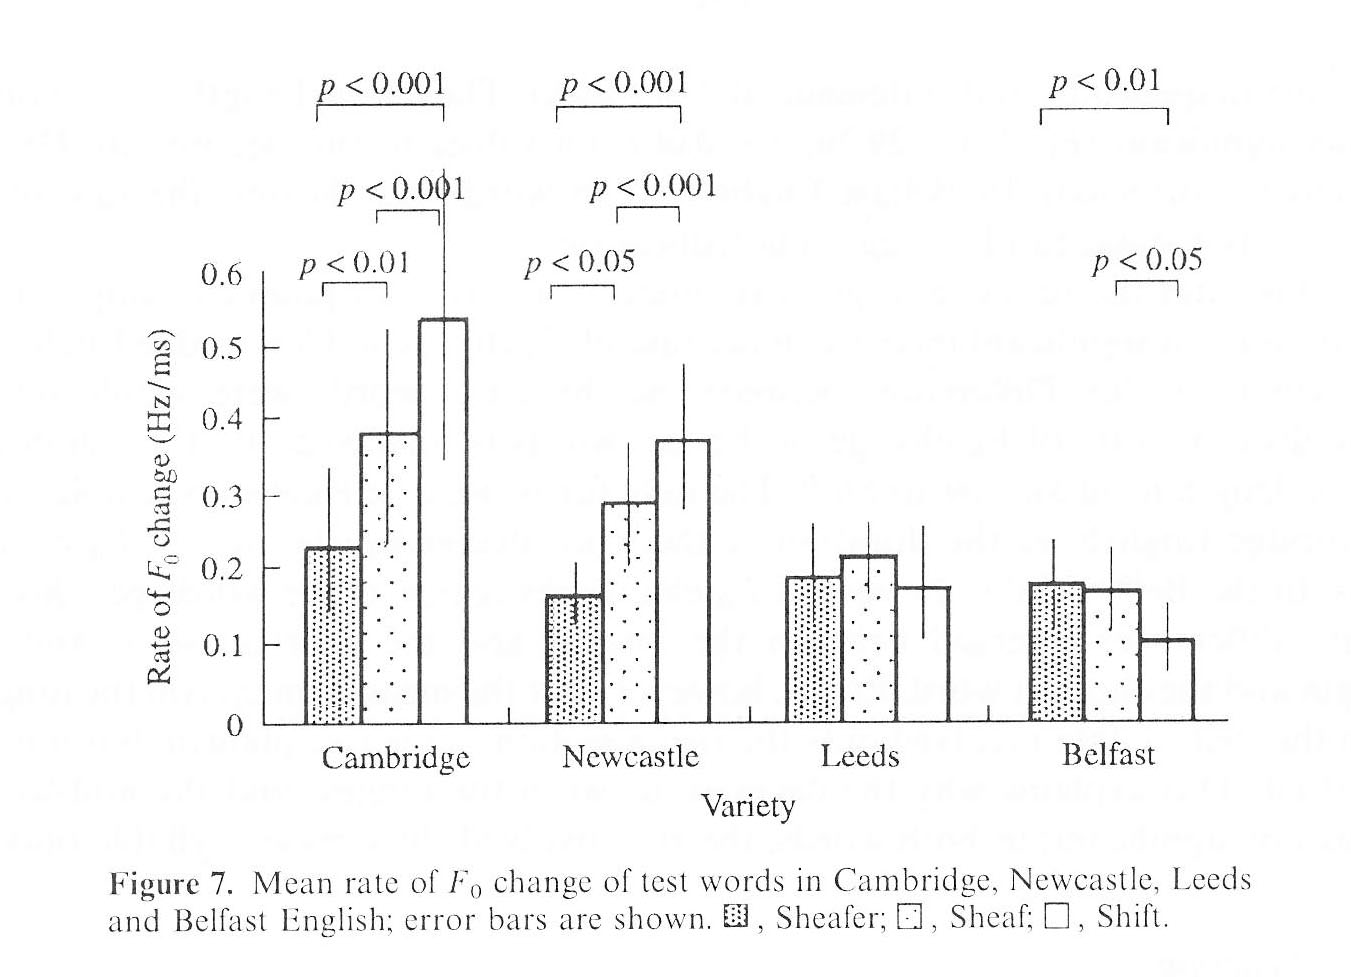 p < 0.001 p < 0.001 p < 0.01
p < 0.001 p < 0.001
p < 0.01 p < 0.05 p < 0.05
0.6
0.5
0.4
0.3
0.2
0.1
0
Rate of F0 change (Hz/ms)
Cambridge Newcastle Leeds Belfast
Variety
Figure 7. Mean rate of F0 change of test words in Cambridge, Newcastle, Leeds
and Belfast English; error bars are shown. , Sheafer; , Sheaf; , Shift.